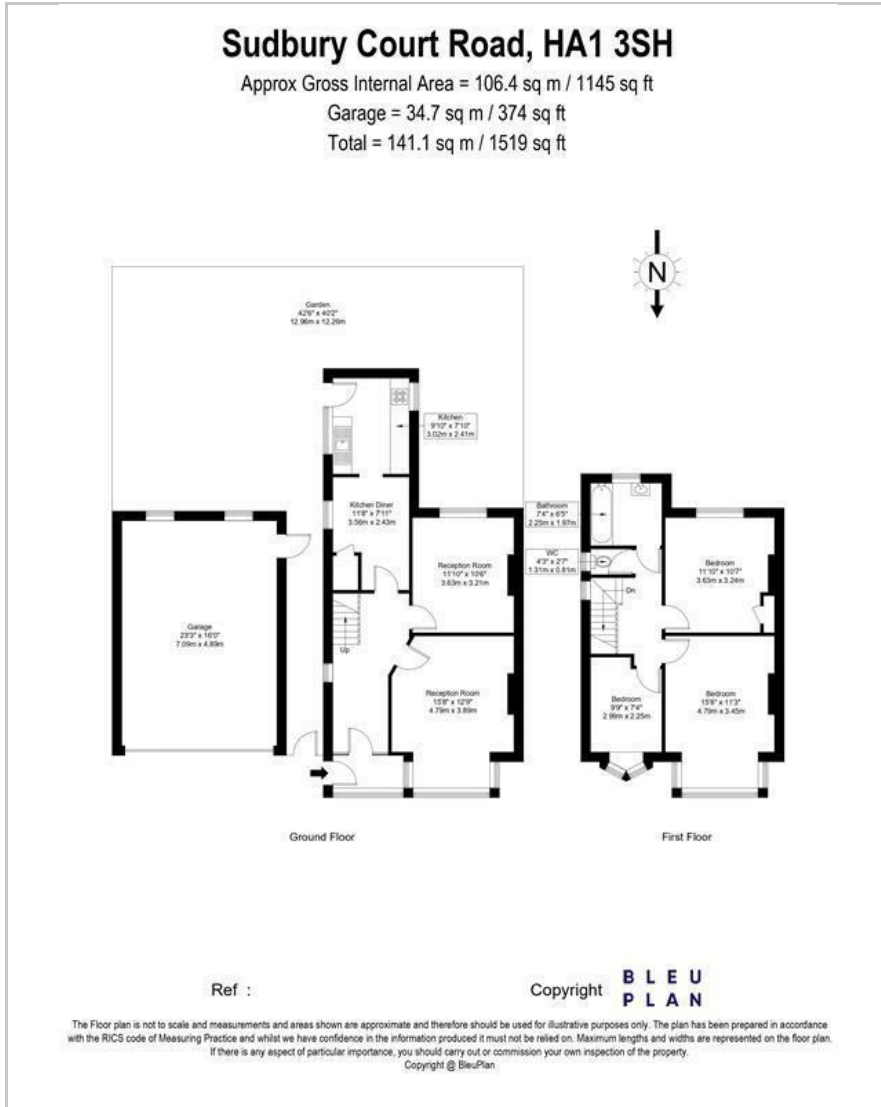 Sudbury Court Road, HA1 3SH
Approx Gross Internal Area = 106.4 sq m / 1145 sq ft
Garage = 34.7 sq m / 374 sq ft
Total = 141.1 sq m / 1519 sq ft
N
Garden
42'6" x 40'2"
12.96m x 12.26m
Kitchen
9'10" x 7'10"
3.02m x 2.41m
Kitchen Diner
11'8" x 7'11"
3.56m x 2.43m
Reception Room
11'10" x 10'6"
3.63m x 3.21m
Garage
23'3" x 16'0"
7.09m x 4.89m
Up
Reception Room
15'8" x 12'9"
4.79m x 3.89m
Ground Floor
Bathroom
7'4" x 6'5"
2.25m x 1.97m
WC
4'3" x 2'7"
1.31m x 0.81m
Bedroom
11'10" x 10'7"
3.63m x 3.24m
Dn
Bedroom
9'9" x 7'4"
2.99m x 2.25m
Bedroom
15'8" x 11'3"
4.79m x 3.45m
First Floor
Ref :
Copyright
BLEU
PLAN
The Floor plan is not to scale and measurements and areas shown are approximate and therefore should be used for illustrative purposes only. The plan has been prepared in accordance
with the RICS code of Measuring Practice and whilst we have confidence in the information produced it must not be relied on. Maximum lengths and widths are represented on the floor plan.
If there is any aspect of particular importance, you should carry out or commission your own inspection of the property.
Copyright @ BleuPlan